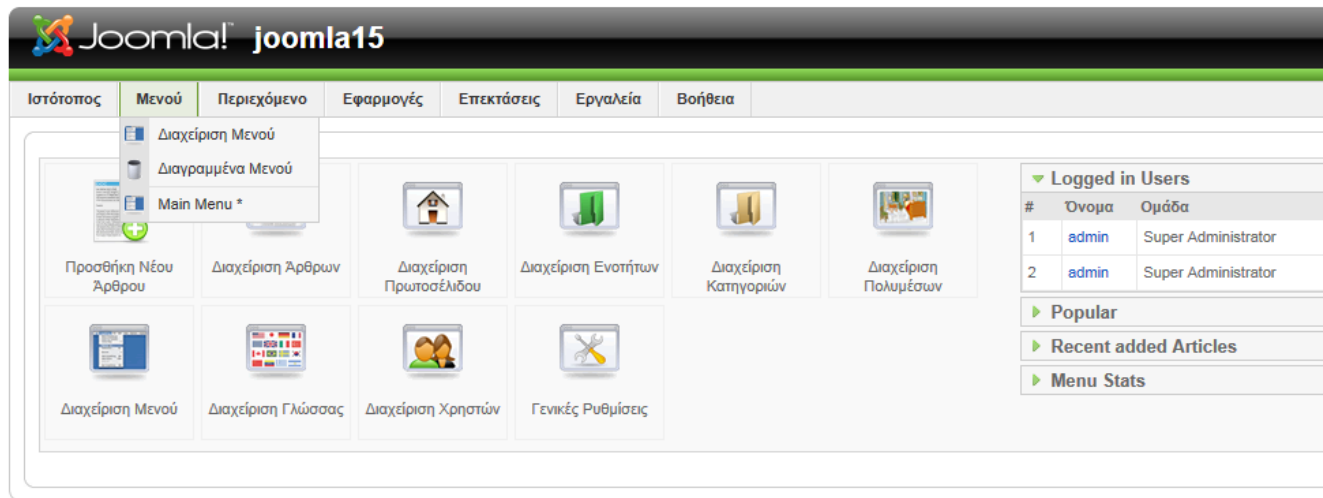 Joomla! joomla15
Ιστότοπος Μενού Περιεχόμενο Εφαρμογές Επεκτάσεις Εργαλεία Βοήθεια
Διαχείριση Μενού
Διαγραμμένα Μενού
Main Menu *
Προσθήκη Νέου
Άρθρου
Διαχείριση Άρθρων
Διαχείριση
Πρωτοσέλιδου
Διαχείριση Ενοτήτων
Διαχείριση
Κατηγοριών
Διαχείριση
Πολυμέσων
Διαχείριση Μενού
Διαχείριση Γλώσσας
Διαχείριση Χρηστών
Γενικές Ρυθμίσεις
Logged in Users
# Όνομα Ομάδα
1 admin Super Administrator
2 admin Super Administrator
Popular
Recent added Articles
Menu Stats